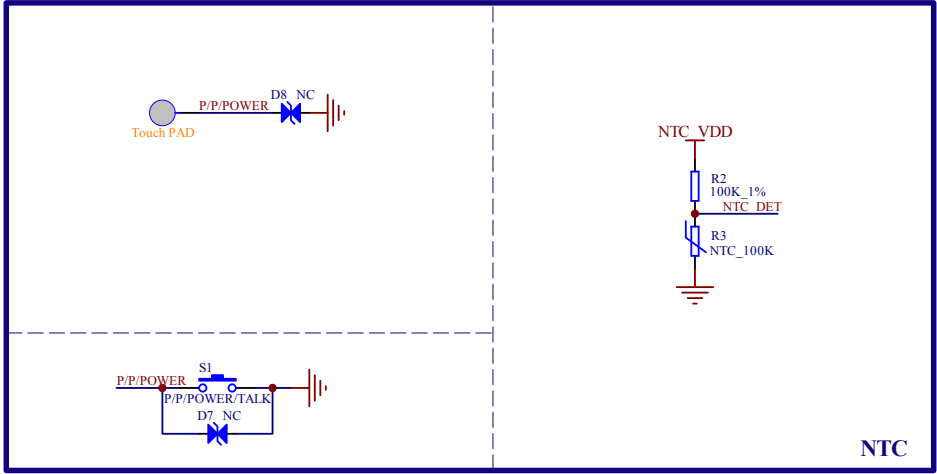 D8 NC
P/P/POWER
Touch PAD
NTC_VDD
R2
100K_1%
NTC_DET
R3
NTC_100K
S1
P/P/POWER
P/P/POWER/TALK
D7 NC
NTC